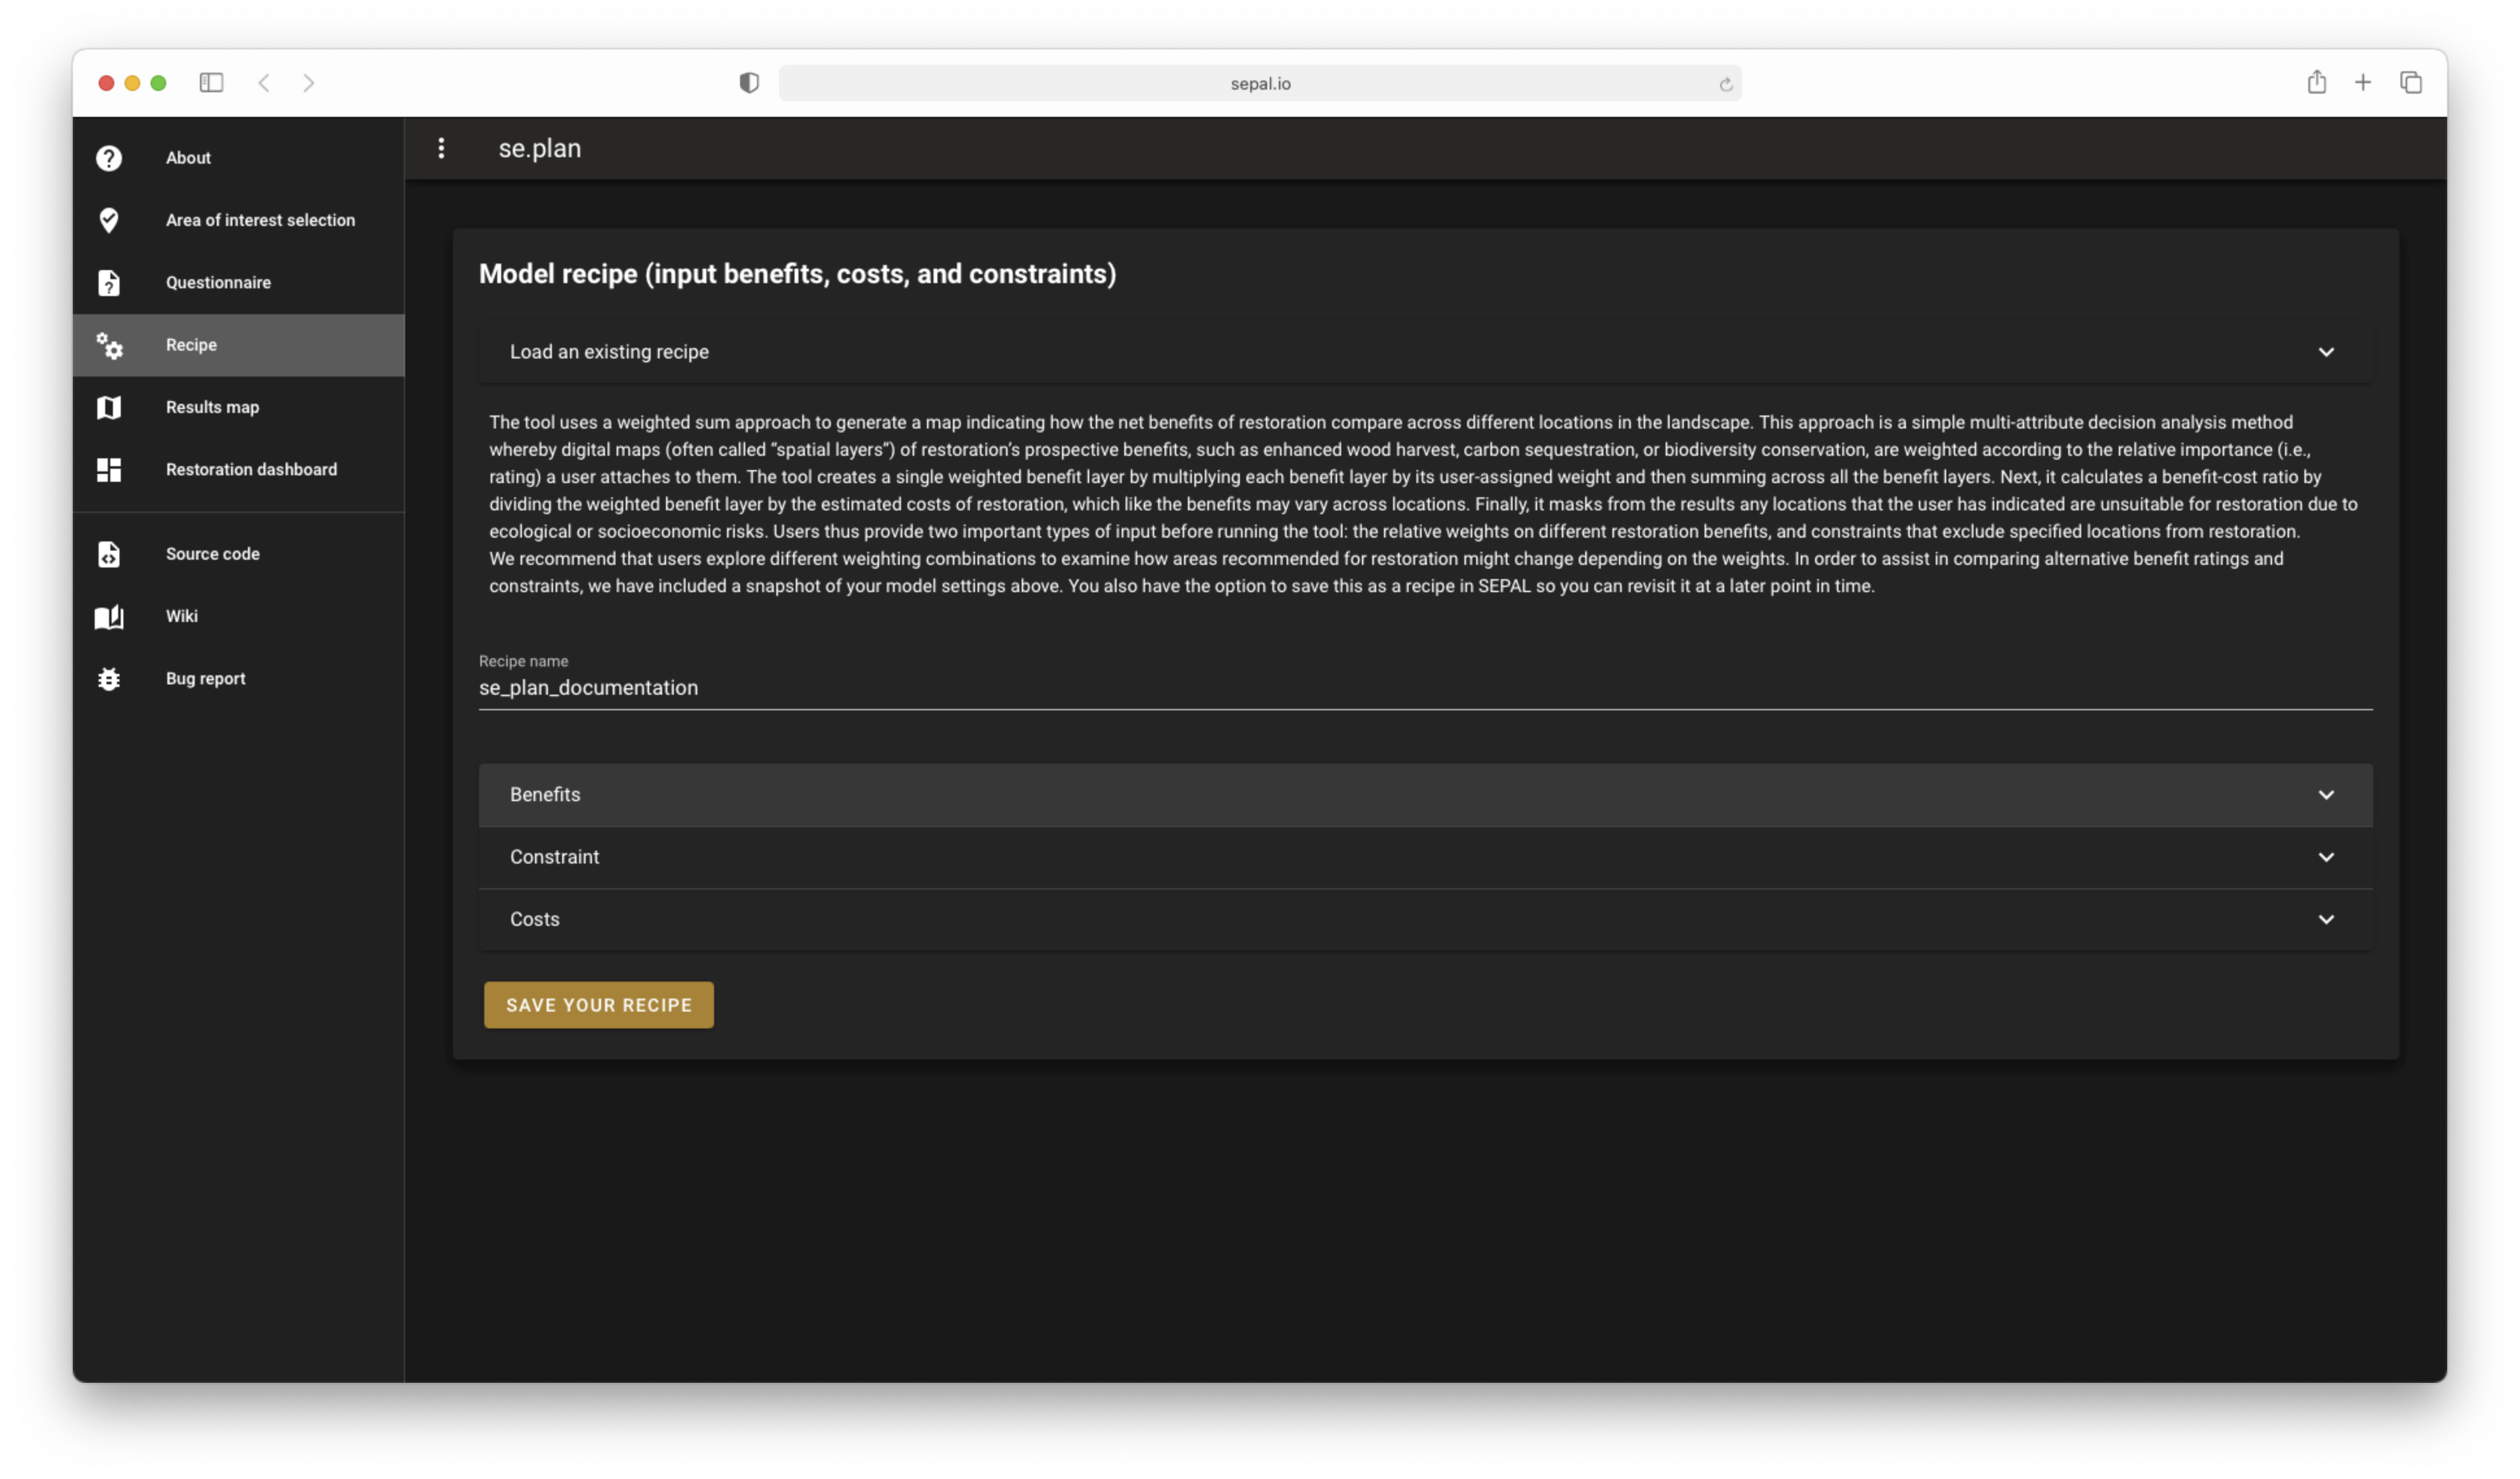 sepal.io
About
Area of interest selection
Questionnaire
Recipe
Results map
Restoration dashboard
Source code
Wiki
Bug report
se.plan
Model recipe (input benefits, costs, and constraints)
Load an existing recipe
The tool uses a weighted sum approach to generate a map indicating how the net benefits of restoration compare across different locations in the landscape. This approach is a simple multi-attribute decision analysis method
whereby digital maps (often called “spatial layers”) of restoration’s prospective benefits, such as enhanced wood harvest, carbon sequestration, or biodiversity conservation, are weighted according to the relative importance (i.e.,
rating) a user attaches to them. The tool creates a single weighted benefit layer by multiplying each benefit layer by its user-assigned weight and then summing across all the benefit layers. Next, it calculates a benefit-cost ratio by
dividing the weighted benefit layer by the estimated costs of restoration, which like the benefits may vary across locations. Finally, it masks from the results any locations that the user has indicated are unsuitable for restoration due to
ecological or socioeconomic risks. Users thus provide two important types of input before running the tool: the relative weights on different restoration benefits, and constraints that exclude specified locations from restoration.
We recommend that users explore different weighting combinations to examine how areas recommended for restoration might change depending on the weights. In order to assist in comparing alternative benefit ratings and
constraints, we have included a snapshot of your model settings above. You also have the option to save this as a recipe in SEPAL so you can revisit it at a later point in time.
Recipe name
se_plan_documentation
Benefits
Constraint
Costs
SAVE YOUR RECIPE